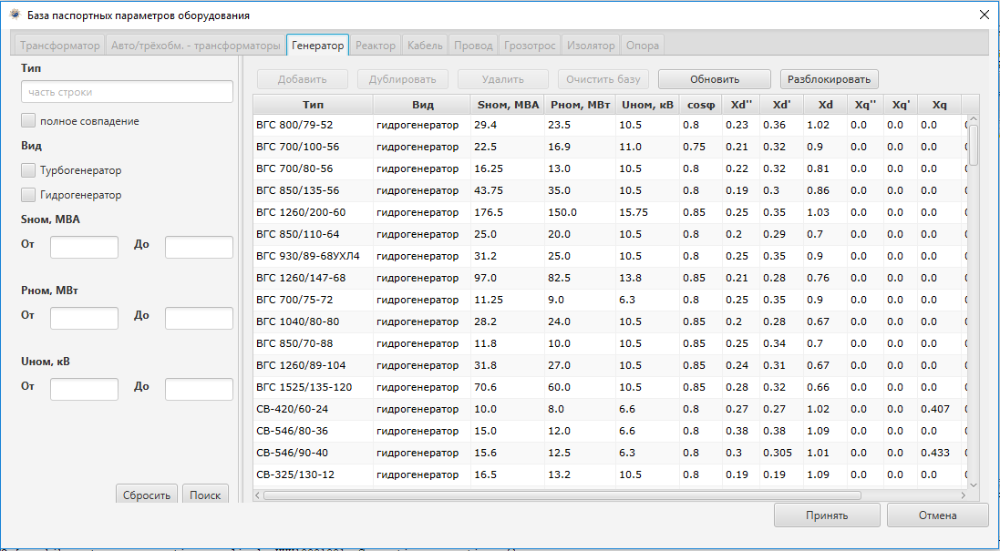 База паспортных параметров оборудования
Трансформатор Авто/трёхобм. - трансформаторы Генератор Реактор Кабель Провод Грозотрос Изолятор Опора
Тип
часть строки
полное совпадение
Вид
Турбогенератор
Гидрогенератор
Sном, МВА
От До
Pном, МВт
От До
Uном, кВ
От До
Сбросить Поиск
Добавить Дублировать Удалить Очистить базу Обновить Разблокировать
Тип Вид Sном, МВА Pном, МВт Uном, кВ cosφ Xd'' Xd' Xd Xq'' Xq' Xq
ВГС 800/79-52 гидрогенератор 29.4 23.5 10.5 0.8 0.23 0.36 1.02 0.0 0.0 0.0
ВГС 700/100-56 гидрогенератор 22.5 16.9 11.0 0.75 0.21 0.32 0.9 0.0 0.0 0.0
ВГС 700/80-56 гидрогенератор 16.25 13.0 10.5 0.8 0.22 0.32 0.81 0.0 0.0 0.0
ВГС 850/135-56 гидрогенератор 43.75 35.0 10.5 0.8 0.19 0.3 0.86 0.0 0.0 0.0
ВГС 1260/200-60 гидрогенератор 176.5 150.0 15.75 0.85 0.25 0.35 1.03 0.0 0.0 0.0
ВГС 850/110-64 гидрогенератор 25.0 20.0 10.5 0.8 0.2 0.29 0.7 0.0 0.0 0.0
ВГС 930/89-68УХЛ4 гидрогенератор 31.2 25.0 10.5 0.8 0.25 0.35 0.9 0.0 0.0 0.0
ВГС 1260/147-68 гидрогенератор 97.0 82.5 13.8 0.85 0.21 0.28 0.76 0.0 0.0 0.0
ВГС 700/75-72 гидрогенератор 11.25 9.0 6.3 0.8 0.25 0.35 0.9 0.0 0.0 0.0
ВГС 1040/80-80 гидрогенератор 28.2 24.0 10.5 0.85 0.2 0.28 0.67 0.0 0.0 0.0
ВГС 850/70-88 гидрогенератор 11.8 10.0 10.5 0.85 0.25 0.34 0.7 0.0 0.0 0.0
ВГС 1260/89-104 гидрогенератор 31.8 27.0 10.5 0.85 0.24 0.31 0.67 0.0 0.0 0.0
ВГС 1525/135-120 гидрогенератор 70.6 60.0 10.5 0.85 0.28 0.32 0.66 0.0 0.0 0.0
СВ-420/60-24 гидрогенератор 10.0 8.0 6.6 0.8 0.27 0.27 1.02 0.0 0.0 0.407
СВ-546/80-36 гидрогенератор 15.0 12.0 6.6 0.8 0.38 0.38 1.09 0.0 0.0 0.0
СВ-546/90-40 гидрогенератор 15.6 12.5 6.3 0.8 0.3 0.305 1.01 0.0 0.0 0.433
СВ-325/130-12 гидрогенератор 16.5 13.2 10.5 0.8 0.19 0.19 1.09 0.0 0.0 0.0
Принять Отмена